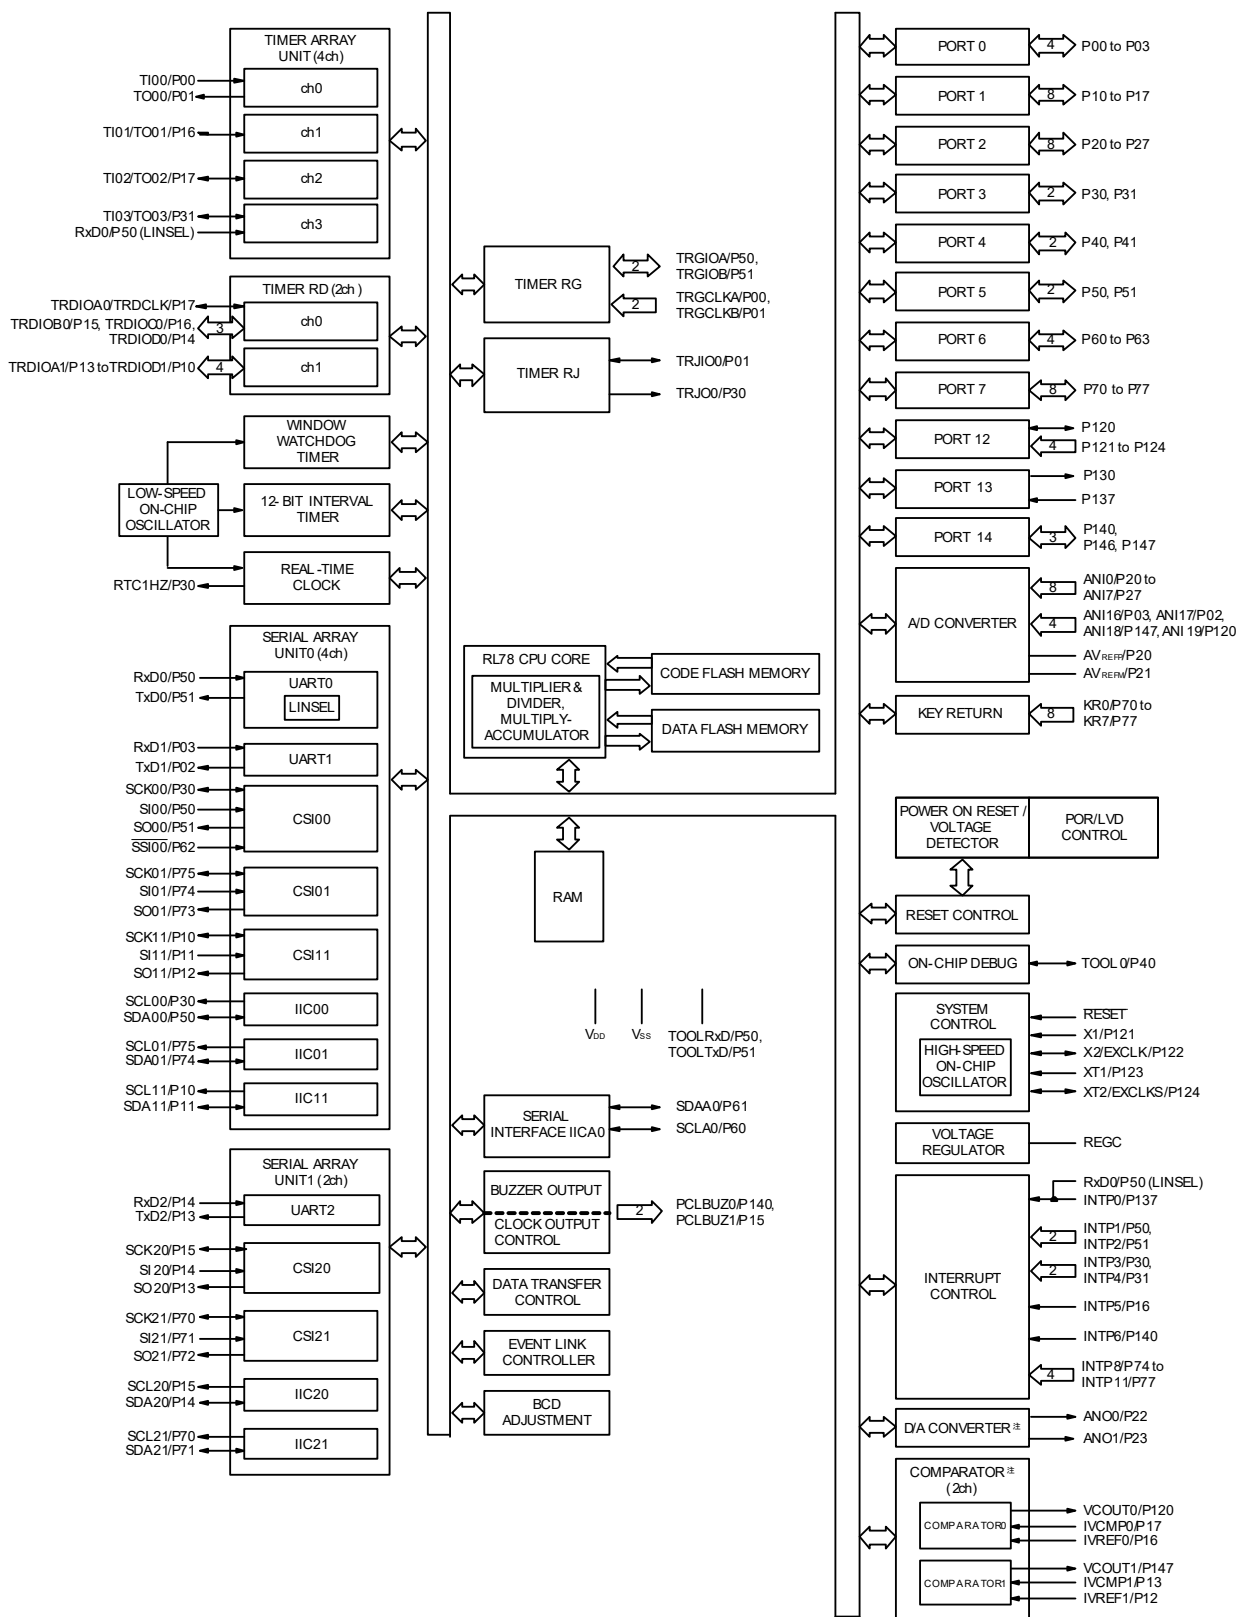 TIMER ARRAY
UNIT (4ch)
TI00/P00
TO00/P01
ch0
TI01/TO01/P16
ch1
TI02/TO02/P17
ch2
TI03/TO03/P31
RxD0/P50 (LINSEL)
ch3
TIMER RD (2ch)
TRDIOA0/TRDCLK/P17
TRDIOB0/P15, TRDIOC0/P16,
TRDIOD0/P14
3
ch0
TRDIOA1/P13 to TRDIOD1/P10
4
ch1
WINDOW
WATCHDOG
TIMER
LOW-SPEED
ON-CHIP
OSCILLATOR
12-BIT INTERVAL
TIMER
RTC1HZ/P30
REAL-TIME
CLOCK
SERIAL ARRAY
UNIT0 (4ch)
RxD0/P50
TxD0/P51
UART0
LINSEL
RxD1/P03
TxD1/P02
UART1
SCK00/P30
SI00/P50
SO00/P51
SSI00/P62
CSI00
SCK01/P75
SI01/P74
SO01/P73
CSI01
SCK11/P10
SI11/P11
SO11/P12
CSI11
SCL00/P30
SDA00/P50
IIC00
SCL01/P75
SDA01/P74
IIC01
SCL11/P10
SDA11/P11
IIC11
SERIAL ARRAY
UNIT1 (2ch)
RxD2/P14
TxD2/P13
UART2
SCK20/P15
SI20/P14
SO20/P13
CSI20
SCK21/P70
SI21/P71
SO21/P72
CSI21
SCL20/P15
SDA20/P14
IIC20
SCL21/P70
SDA21/P71
IIC21
TIMER RG
2
TRGIOA/P50,
TRGIOB/P51
2
TRGCLKA/P00,
TRGCLKB/P01
TIMER RJ
TRJIO0/P01
TRJO0/P30
RL78 CPU CORE
MULTIPLIER &
DIVIDER,
MULTIPLY-
ACCUMULATOR
CODE FLASH MEMORY
DATA FLASH MEMORY
RAM
VDD
VSS
TOOLRxD/P50,
TOOLTxD/P51
SERIAL
INTERFACE IICA0
SDAA0/P61
SCLA0/P60
BUZZER OUTPUT
CLOCK OUTPUT
CONTROL
2
PCLBUZ0/P140,
PCLBUZ1/P15
DATA TRANSFER
CONTROL
EVENT LINK
CONTROLLER
BCD
ADJUSTMENT
PORT 0
4
P00 to P03
PORT 1
8
P10 to P17
PORT 2
8
P20 to P27
PORT 3
2
P30, P31
PORT 4
2
P40, P41
PORT 5
2
P50, P51
PORT 6
4
P60 to P63
PORT 7
8
P70 to P77
PORT 12
P120
4
P121 to P124
PORT 13
P130
P137
PORT 14
3
P140,
P146, P147
A/D CONVERTER
8
ANI0/P20 to
ANI7/P27
4
ANI16/P03, ANI17/P02,
ANI18/P147, ANI19/P120
AVREFP/P20
AVREFM/P21
KEY RETURN
8
KR0/P70 to
KR7/P77
POWER ON RESET /
VOLTAGE
DETECTOR
POR/LVD
CONTROL
RESET CONTROL
ON-CHIP DEBUG
TOOL0/P40
SYSTEM
CONTROL
HIGH-SPEED
ON-CHIP
OSCILLATOR
RESET
X1/P121
X2/EXCLK/P122
XT1/P123
XT2/EXCLKS/P124
VOLTAGE
REGULATOR
REGC
INTERRUPT
CONTROL
RxD0/P50 (LINSEL)
INTP0/P137
2
INTP1/P50,
INTP2/P51
2
INTP3/P30,
INTP4/P31
INTP5/P16
INTP6/P140
4
INTP8/P74 to
INTP11/P77
D/A CONVERTER注
ANO0/P22
ANO1/P23
COMPARATOR注
(2ch)
COMPARATOR0
VCOUT0/P120
IVCMP0/P17
IVREF0/P16
COMPARATOR1
VCOUT1/P147
IVCMP1/P13
IVREF1/P12